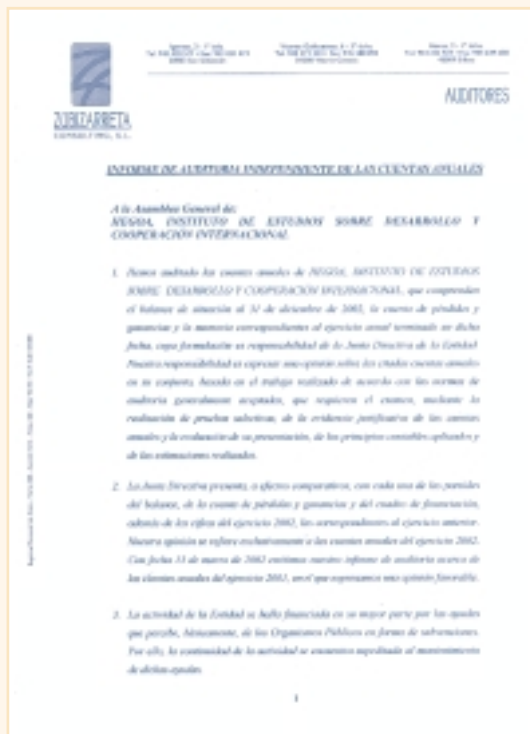 ZUBIZARRETA
CONSULTING, S.L.
AUDITORES
INFORME DE AUDITORIA INDEPENDIENTE DE LAS CUENTAS ANUALES
A la Asamblea General de:
HEGOA, INSTITUTO DE ESTUDIOS SOBRE DESARROLLO Y
COOPERACIÓN INTERNACIONAL
1. Hemos auditado las cuentas anuales de HEGOA, INSTITUTO DE ESTUDIOS
SOBRE DESARROLLO Y COOPERACIÓN INTERNACIONAL, que comprenden
el balance de situación al 31 de diciembre de 2002, la cuenta de pérdidas y
ganancias y la memoria correspondientes al ejercicio anual terminado en dicha
fecha, cuya formulación es responsabilidad de la Junta Directiva de la Entidad.
Nuestra responsabilidad es expresar una opinión sobre las citadas cuentas anuales
en su conjunto, basada en el trabajo realizado de acuerdo con las normas de
auditoría generalmente aceptadas, que requieren el examen, mediante la
realización de pruebas selectivas, de la evidencia justificativa de las cuentas
anuales y la evaluación de su presentación, de los principios contables aplicados y
de las estimaciones realizadas.
2. La Junta Directiva presenta, a efectos comparativos, con cada una de las partidas
del balance, de la cuenta de pérdidas y ganancias y del cuadro de financiación,
además de las cifras del ejercicio 2002, las correspondientes al ejercicio anterior.
Nuestra opinión se refiere exclusivamente a las cuentas anuales del ejercicio 2002.
Con fecha de marzo de 2002 emitimos nuestro informe de auditoría acerca de
las cuentas anuales del ejercicio 2001, en el que expresamos una opinión favorable.
3. La actividad de la Entidad se halla financiada en su mayor parte por las ayudas
que percibe, básicamente, de los Organismos Públicos en forma de subvenciones.
Por ello, la continuidad de la actividad se encuentra supeditada al mantenimiento
de dichas ayudas.
1